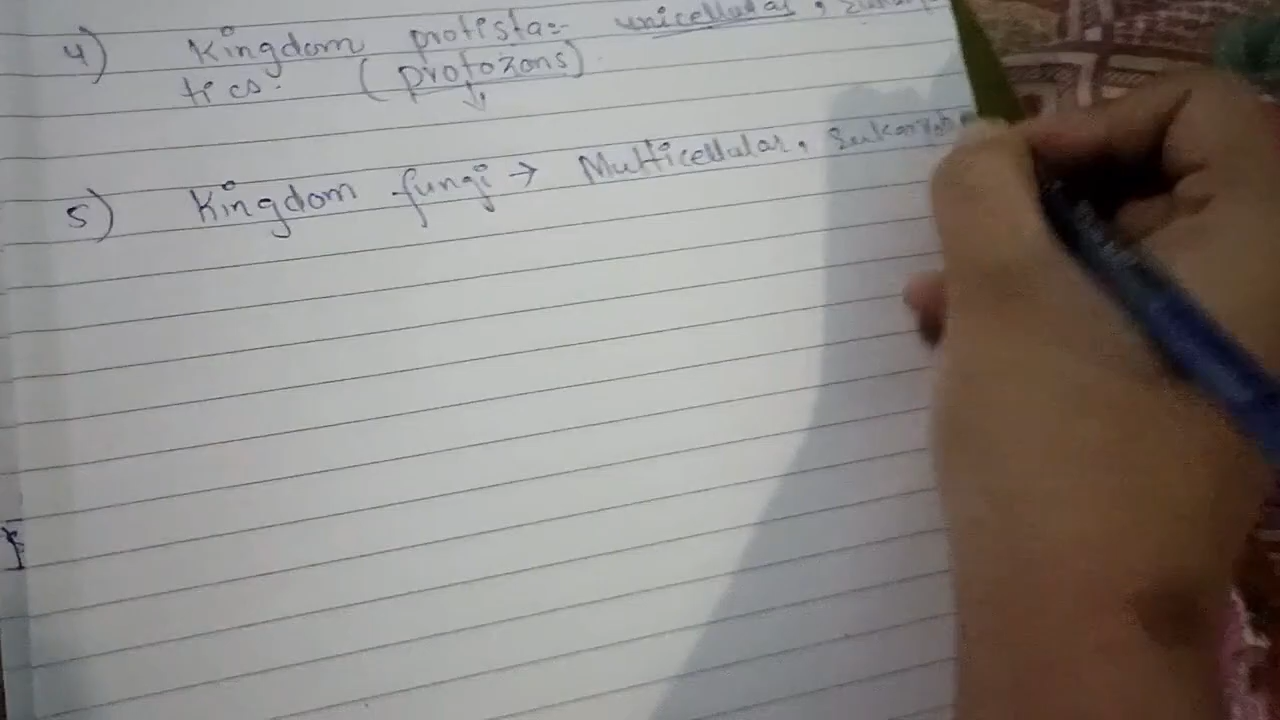 4) Kingdom protista:- unicellular,
tics. (protozons)
5) Kingdom fungi → Multicellular,